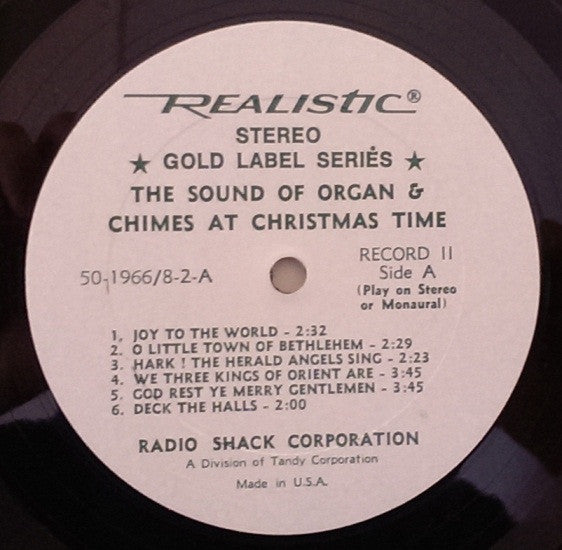 REALISTIC®
STEREO
★ GOLD LABEL SERIES ★
THE SOUND OF ORGAN &
CHIMES AT CHRISTMAS TIME
RECORD II
50-1966/8-2-A
Side A
(Play on Stereo
or Monaural)
1. JOY TO THE WORLD - 2:32
2. O LITTLE TOWN OF BETHLEHEM - 2:29
3. HARK ! THE HERALD ANGELS SING - 2:23
4. WE THREE KINGS OF ORIENT ARE - 3:45
5. GOD REST YE MERRY GENTLEMEN - 3:45
6. DECK THE HALLS - 2:00
RADIO SHACK CORPORATION
A Division of Tandy Corporation
Made in U.S.A.